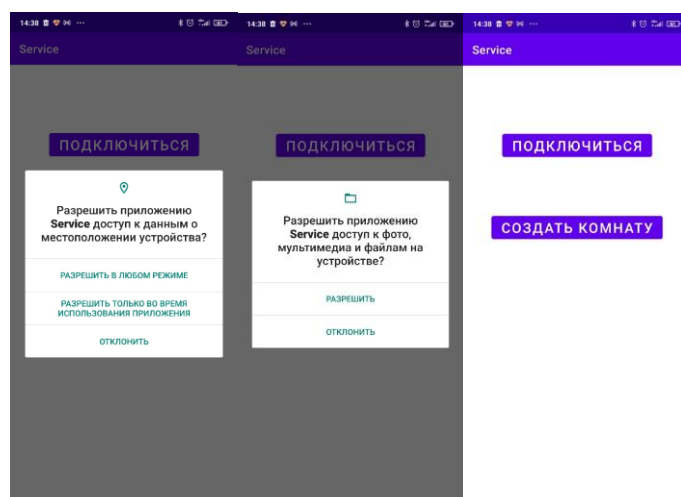 14:38
Service
ПОДКЛЮЧИТЬСЯ
Разрешить приложению
Service доступ к данным о
местоположении устройства?
РАЗРЕШИТЬ В ЛЮБОМ РЕЖИМЕ
РАЗРЕШИТЬ ТОЛЬКО ВО ВРЕМЯ
ИСПОЛЬЗОВАНИЯ ПРИЛОЖЕНИЯ
ОТКЛОНИТЬ
14:38
Service
ПОДКЛЮЧИТЬСЯ
Разрешить приложению
Service доступ к фото,
мультимедиа и файлам на
устройстве?
РАЗРЕШИТЬ
ОТКЛОНИТЬ
14:38
Service
ПОДКЛЮЧИТЬСЯ
СОЗДАТЬ КОМНАТУ